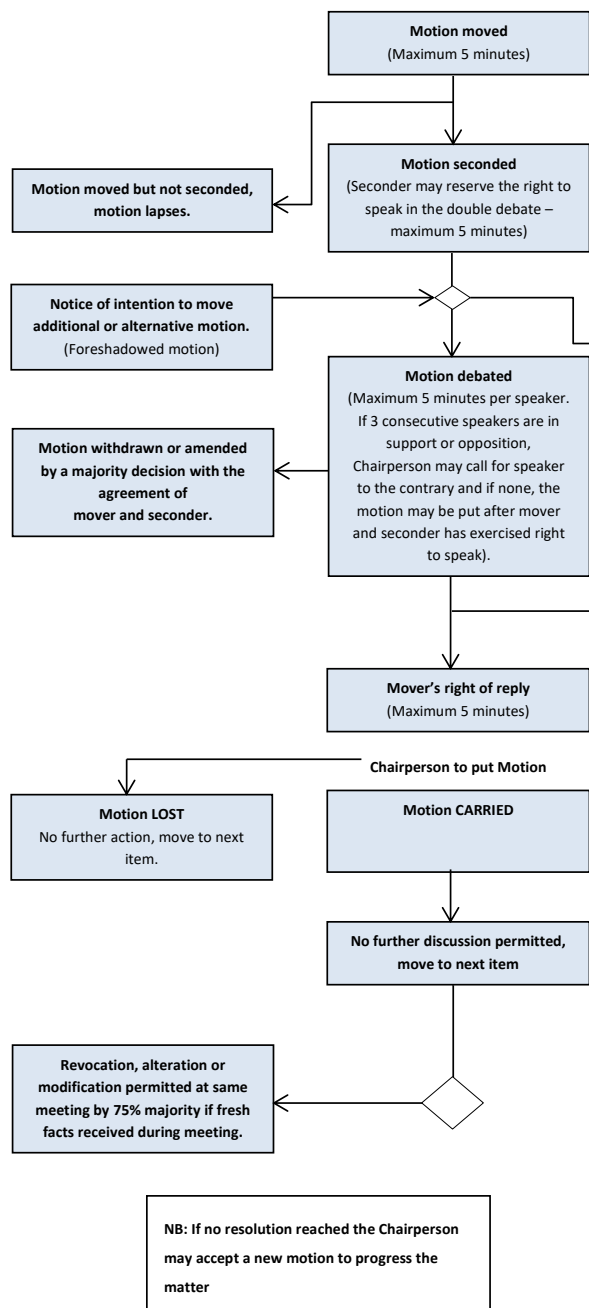 Motion moved
(Maximum 5 minutes)
Motion seconded
(Seconder may reserve the right to
speak in the double debate –
maximum 5 minutes)
Motion moved but not seconded,
motion lapses.
Notice of intention to move
additional or alternative motion.
(Foreshadowed motion)
Motion debated
(Maximum 5 minutes per speaker.
If 3 consecutive speakers are in
support or opposition,
Chairperson may call for speaker
to the contrary and if none, the
motion may be put after mover
and seconder has exercised right
to speak).
Motion withdrawn or amended
by a majority decision with the
agreement of
mover and seconder.
Mover’s right of reply
(Maximum 5 minutes)
Chairperson to put Motion
Motion LOST
No further action, move to next
item.
Motion CARRIED
No further discussion permitted,
move to next item
Revocation, alteration or
modification permitted at same
meeting by 75% majority if fresh
facts received during meeting.
NB: If no resolution reached the Chairperson
may accept a new motion to progress the
matter